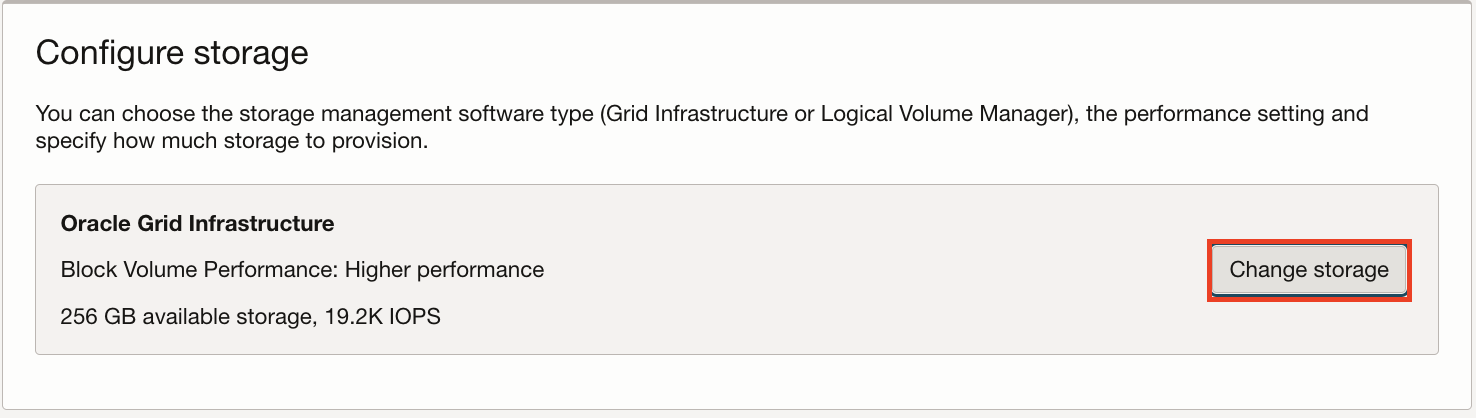 Configure storage
You can choose the storage management software type (Grid Infrastructure or Logical Volume Manager), the performance setting and
specify how much storage to provision.
Oracle Grid Infrastructure
Block Volume Performance: Higher performance
Change storage
256 GB available storage, 19.2K IOPS